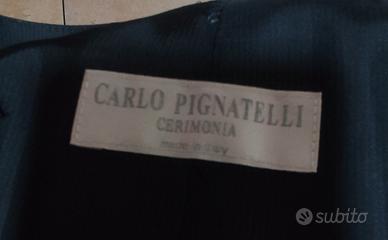 CARLO PIGNATELLI
CERIMONIA
made in Italy
subito